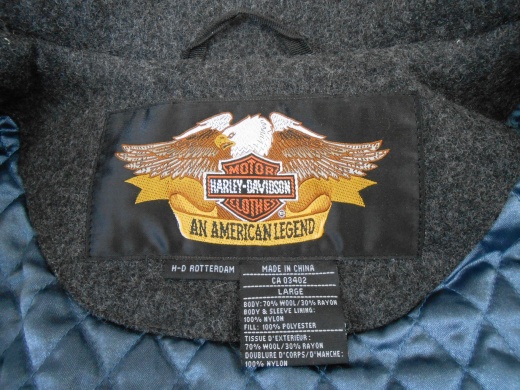 MOTOR
HARLEY-DAVIDSON
CLOTHES
®
AN AMERICAN LEGEND
H-D ROTTERDAM
MADE IN CHINA
CA 03402
LARGE
BODY: 70% WOOL/30% RAYON
BODY & SLEEVE LINING:
100% NYLON
FILL: 100% POLYESTER
TISSUE D'EXTERIEUR:
70% WOOL/30% RAYON
DOUBLURE D'CORPS/D'MANCHE:
100% NYLON